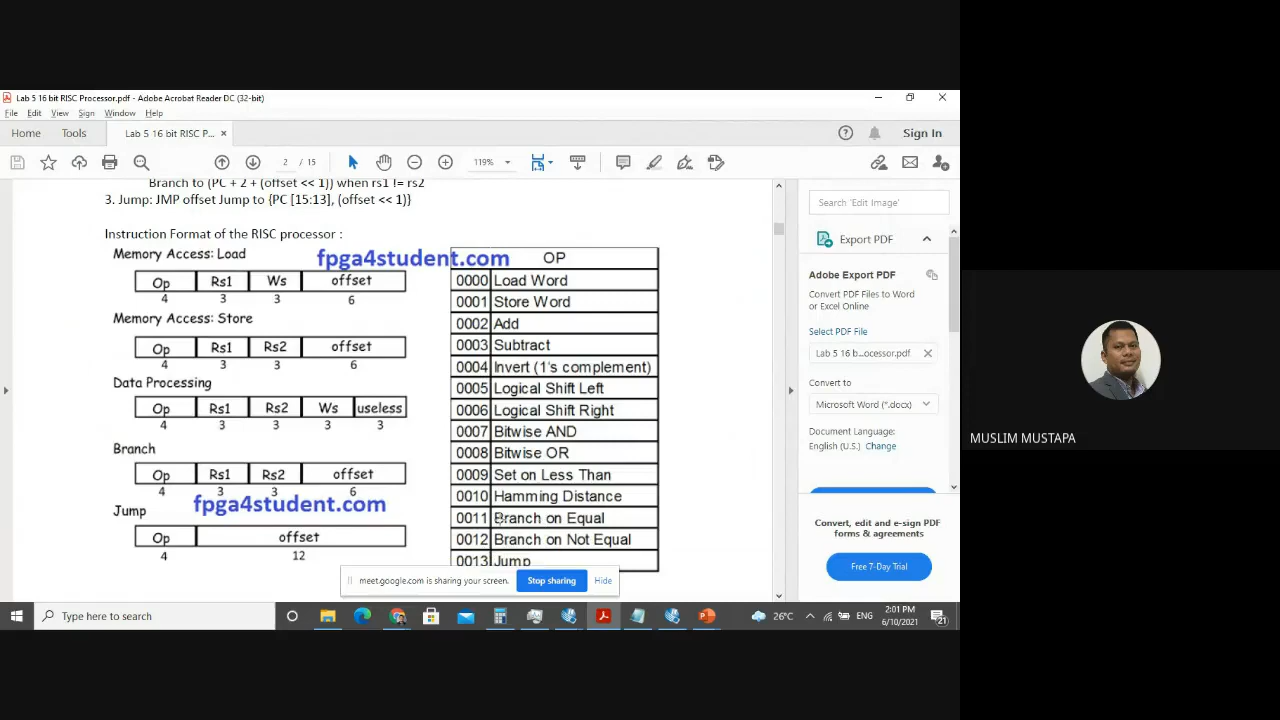 Lab 5 16 bit RISC Processor.pdf - Adobe Acrobat Reader DC (32-bit)
File Edit View Sign Window Help
Home Tools Lab 5 16 bit RISC P... × Sign In
2 / 15 119%
Branch to (PC + 2 + (offset << 1)) when rs1 != rs2
3. Jump: JMP offset Jump to {PC [15:13], (offset << 1)}
Instruction Format of the RISC processor :
Memory Access: Load
fpga4student.com
Op Rs1 Ws offset
4 3 3 6
Memory Access: Store
Op Rs1 Rs2 offset
4 3 3 6
Data Processing
Op Rs1 Rs2 Ws useless
4 3 3 3 3
Branch
Op Rs1 Rs2 offset
4 3 3 6
fpga4student.com
Jump
Op offset
4 12
OP
0000 Load Word
0001 Store Word
0002 Add
0003 Subtract
0004 Invert (1's complement)
0005 Logical Shift Left
0006 Logical Shift Right
0007 Bitwise AND
0008 Bitwise OR
0009 Set on Less Than
0010 Hamming Distance
0011 Branch on Equal
0012 Branch on Not Equal
0013 Jump
Search 'Edit Image'
Export PDF
Adobe Export PDF
Convert PDF Files to Word
or Excel Online
Select PDF File
Lab 5 16 b...ocessor.pdf ×
Convert to
Microsoft Word (*.docx)
Document Language:
English (U.S.) Change
Convert, edit and e-sign PDF
forms & agreements
Free 7-Day Trial
meet.google.com is sharing your screen. Stop sharing Hide
Type here to search
26°C ENG 2:01 PM
6/10/2021 21
MUSLIM MUSTAPA